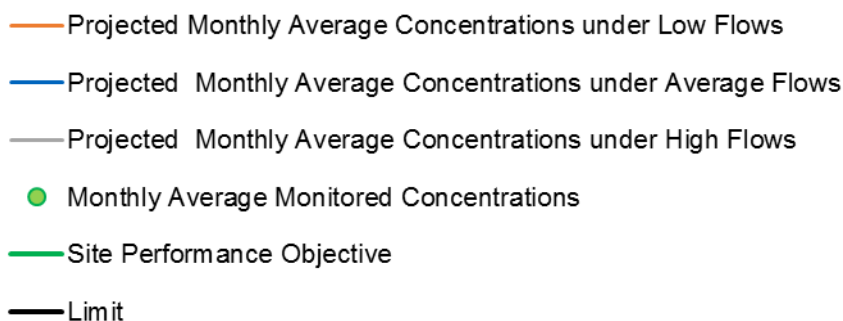 Projected Monthly Average Concentrations under Low Flows
Projected Monthly Average Concentrations under Average Flows
Projected Monthly Average Concentrations under High Flows
Monthly Average Monitored Concentrations
Site Performance Objective
Limit